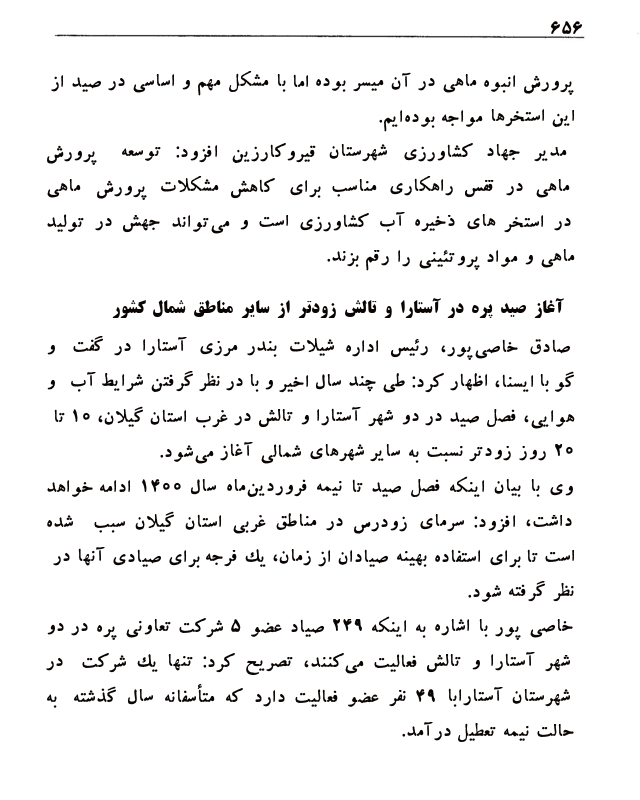 ۶۵۶
پرورش انبوه ماهی در آن میسر بوده اما با مشکل مهم و اساسی در صید از
این استخرها مواجه بوده‌ایم.
مدیر جهاد کشاورزی شهرستان قیروکارزین افزود: توسعه پرورش
ماهی در قفس راهکاری مناسب برای کاهش مشکلات پرورش ماهی
در استخر های ذخیره آب کشاورزی است و می‌تواند جهش در تولید
ماهی و مواد پروتئینی را رقم بزند.
آغاز صید پره در آستارا و تالش زودتر از سایر مناطق شمال کشور
صادق خاصی‌پور، رئیس اداره شیلات بندر مرزی آستارا در گفت و
گو با ایسنا، اظهار کرد: طی چند سال اخیر و با در نظر گرفتن شرایط آب و
هوایی، فصل صید در دو شهر آستارا و تالش در غرب استان گیلان، ۱۰ تا
۲۰ روز زودتر نسبت به سایر شهرهای شمالی آغاز می‌شود.
وی با بیان اینکه فصل صید تا نیمه فروردین‌ماه سال ۱۴۰۰ ادامه خواهد
داشت، افزود: سرمای زودرس در مناطق غربی استان گیلان سبب شده
است تا برای استفاده بهینه صیادان از زمان، یك فرجه برای صیادی آنها در
نظر گرفته شود.
خاصی پور با اشاره به اینکه ۲۴۹ صیاد عضو ۵ شرکت تعاونی پره در دو
شهر آستارا و تالش فعالیت می‌کنند، تصریح کرد: تنها یك شرکت در
شهرستان آستارابا ۴۹ نفر عضو فعالیت دارد که متأسفانه سال گذشته به
حالت نیمه تعطیل درآمد.